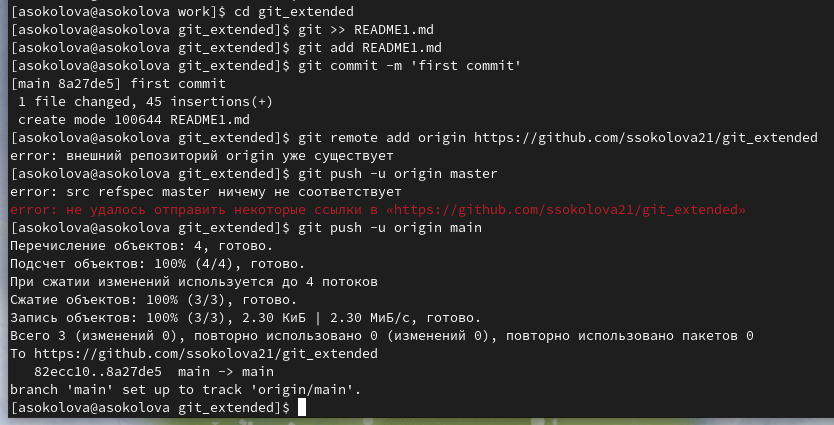 [asokolova@asokolova work]$ cd git_extended
[asokolova@asokolova git_extended]$ git >> README1.md
[asokolova@asokolova git_extended]$ git add README1.md
[asokolova@asokolova git_extended]$ git commit -m 'first commit'
[main 8a27de5] first commit
 1 file changed, 45 insertions(+)
 create mode 100644 README1.md
[asokolova@asokolova git_extended]$ git remote add origin https://github.com/ssokolova21/git_extended
error: внешний репозиторий origin уже существует
[asokolova@asokolova git_extended]$ git push -u origin master
error: src refspec master ничему не соответствует
error: не удалось отправить некоторые ссылки в «https://github.com/ssokolova21/git_extended»
[asokolova@asokolova git_extended]$ git push -u origin main
Перечисление объектов: 4, готово.
Подсчет объектов: 100% (4/4), готово.
При сжатии изменений используется до 4 потоков
Сжатие объектов: 100% (3/3), готово.
Запись объектов: 100% (3/3), 2.30 КиБ | 2.30 МиБ/с, готово.
Всего 3 (изменений 0), повторно использовано 0 (изменений 0), повторно использовано пакетов 0
To https://github.com/ssokolova21/git_extended
   82ecc10..8a27de5  main -> main
branch 'main' set up to track 'origin/main'.
[asokolova@asokolova git_extended]$